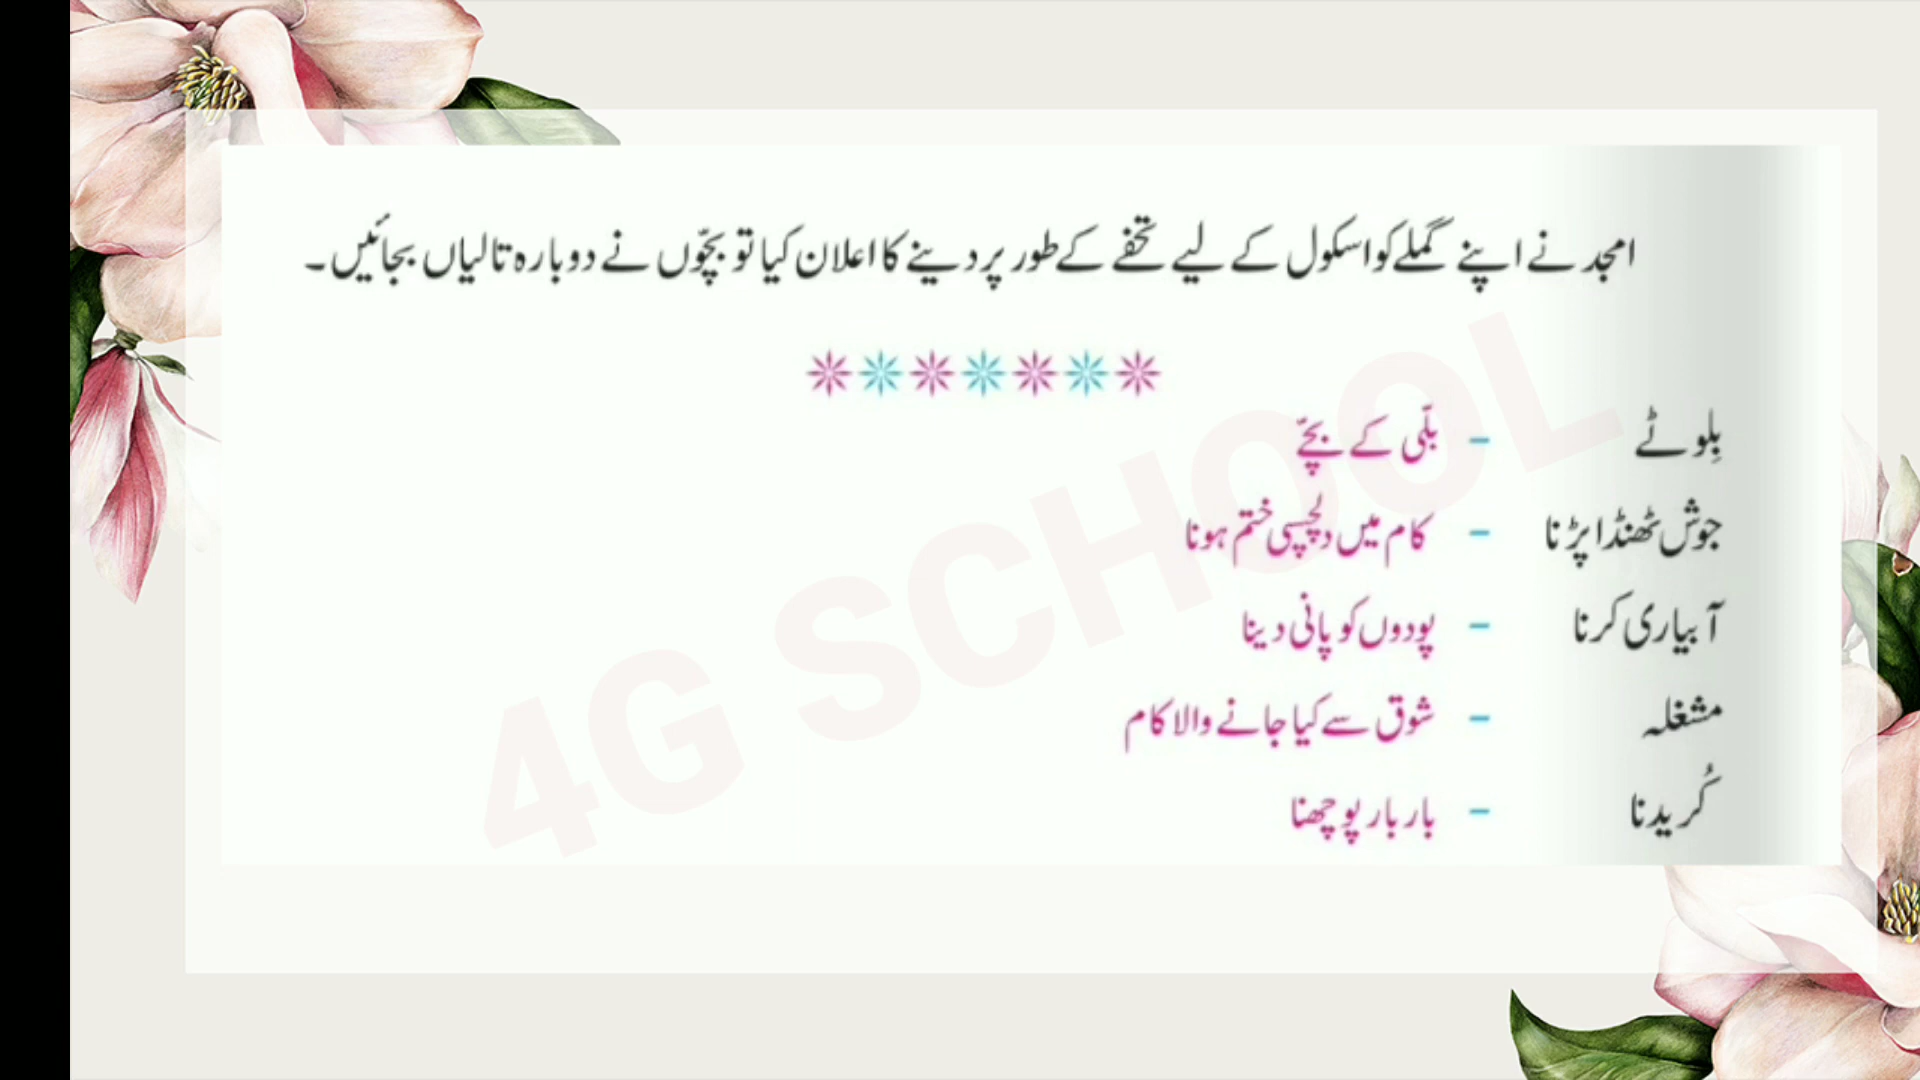 امجد نے اپنے گملے کو اسکول کے لیے تحفے کے طور پر دینے کا اعلان کیا تو بچّوں نے دوبارہ تالیاں بجائیں۔
بِلوٹے - بلّی کے بچّے
جوش ٹھنڈا پڑنا - کام میں دلچسپی ختم ہونا
آبیاری کرنا - پودوں کو پانی دینا
مشغلہ - شوق سے کیا جانے والا کام
کُریدنا - بار بار پوچھنا
4G SCHOOL